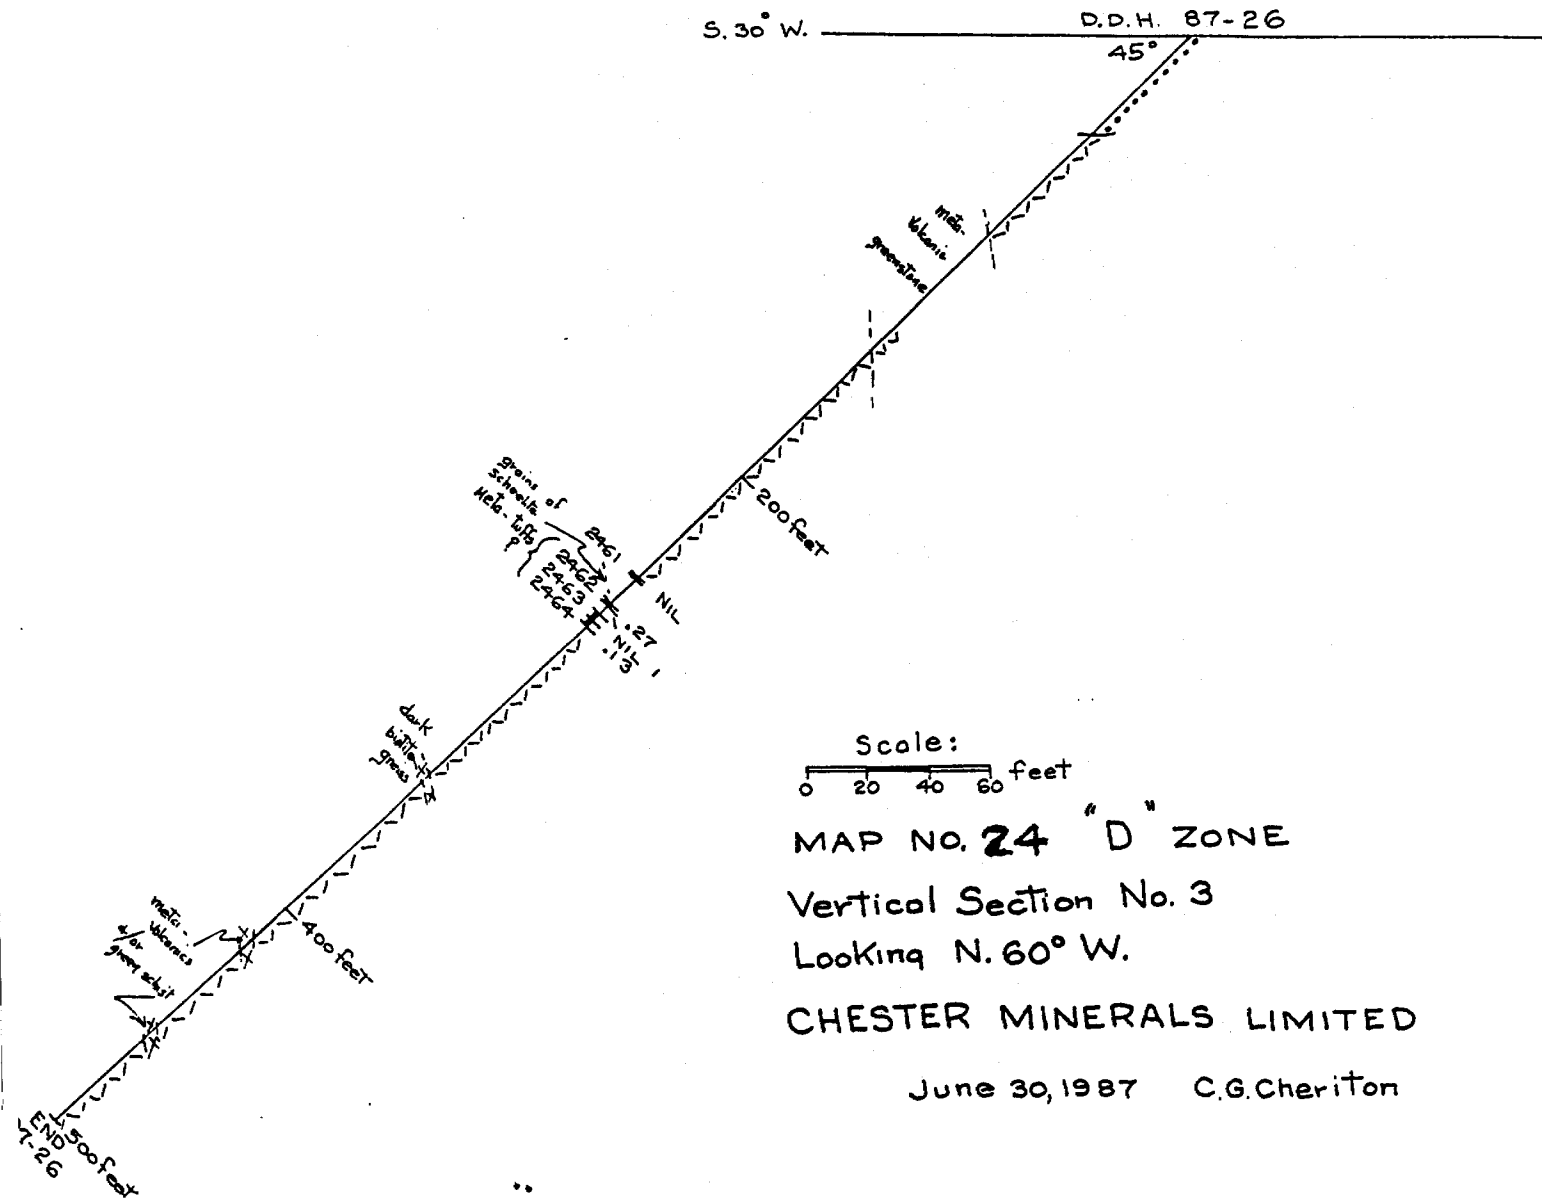 S. 30° W.
D.D.H. 87-26
45°
meta-
volcanic
greenstone
200 feet
grains of
scheelite
Meta-tuffs
?
2461
2462
2463
2464
NIL
.27
NIL
.13
dark
biotite-
gneiss
meta-
volcanics
&/or
green schist
400 feet
END
7-26
500 feet
Scale:
0 20 40 60 feet
MAP NO. 24 "D" ZONE
Vertical Section No. 3
Looking N. 60° W.
CHESTER MINERALS LIMITED
June 30, 1987 C.G. Cheriton